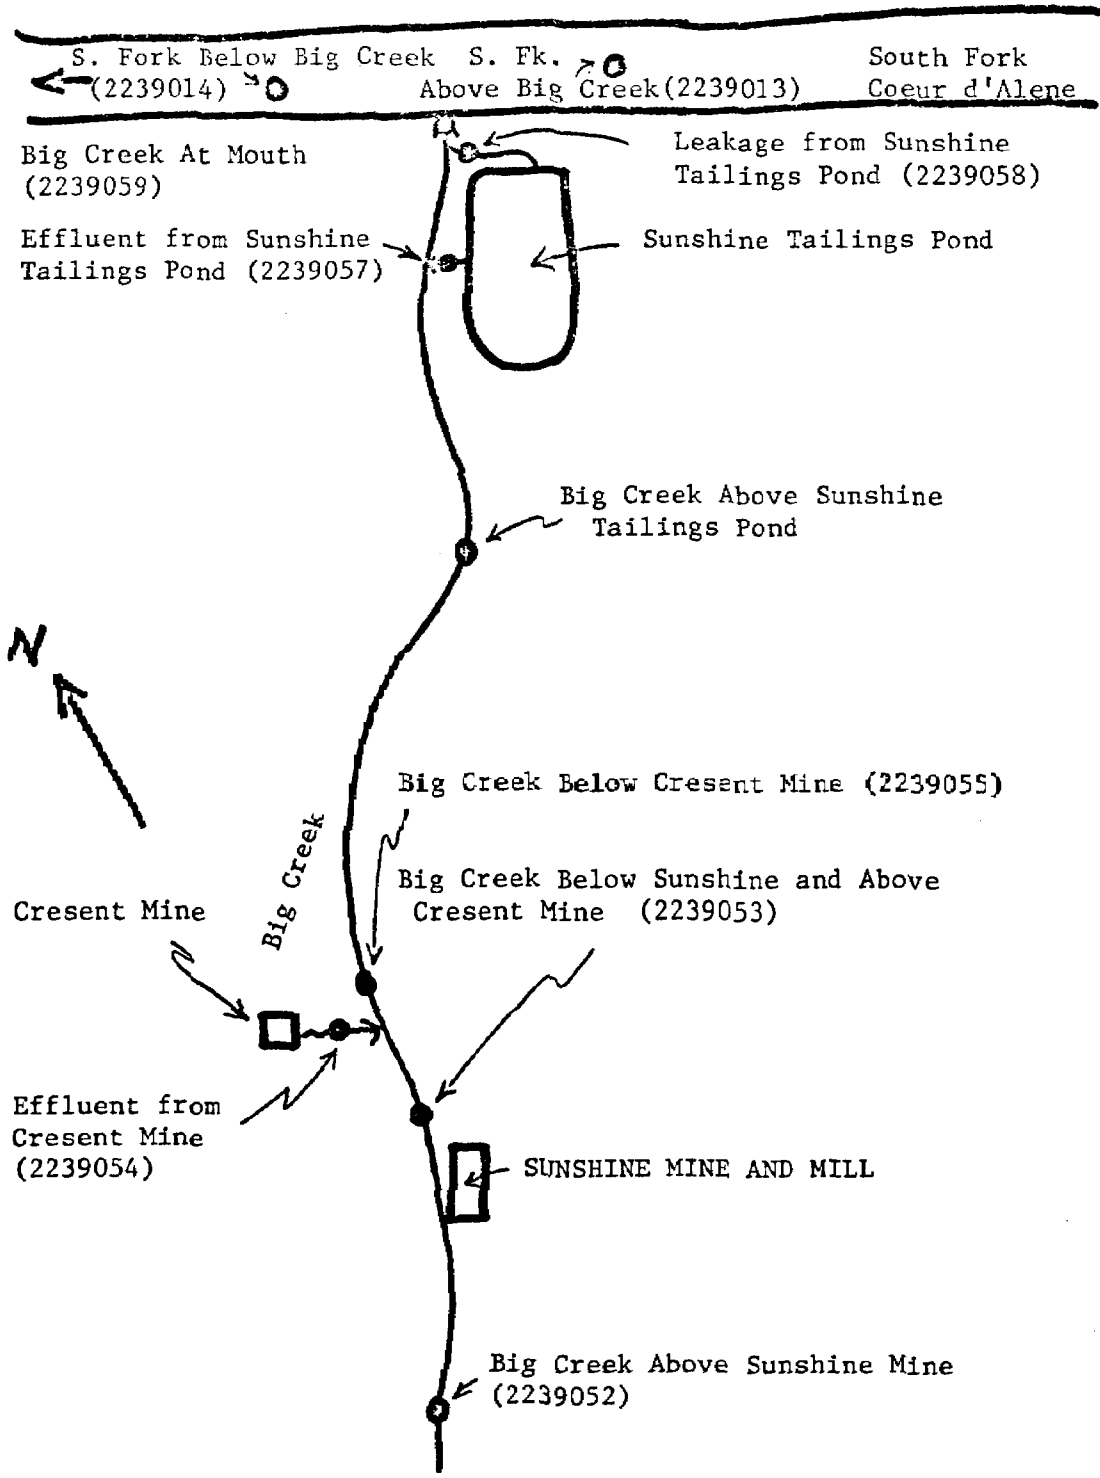 S. Fork Below Big Creek
(2239014)
S. Fk.
Above Big Creek(2239013)
South Fork
Coeur d'Alene
Big Creek At Mouth
(2239059)
Leakage from Sunshine
Tailings Pond (2239058)
Effluent from Sunshine
Tailings Pond (2239057)
Sunshine Tailings Pond
Big Creek Above Sunshine
Tailings Pond
N
Big Creek Below Cresent Mine (2239055)
Big Creek
Big Creek Below Sunshine and Above
Cresent Mine (2239053)
Cresent Mine
Effluent from
Cresent Mine
(2239054)
SUNSHINE MINE AND MILL
Big Creek Above Sunshine Mine
(2239052)